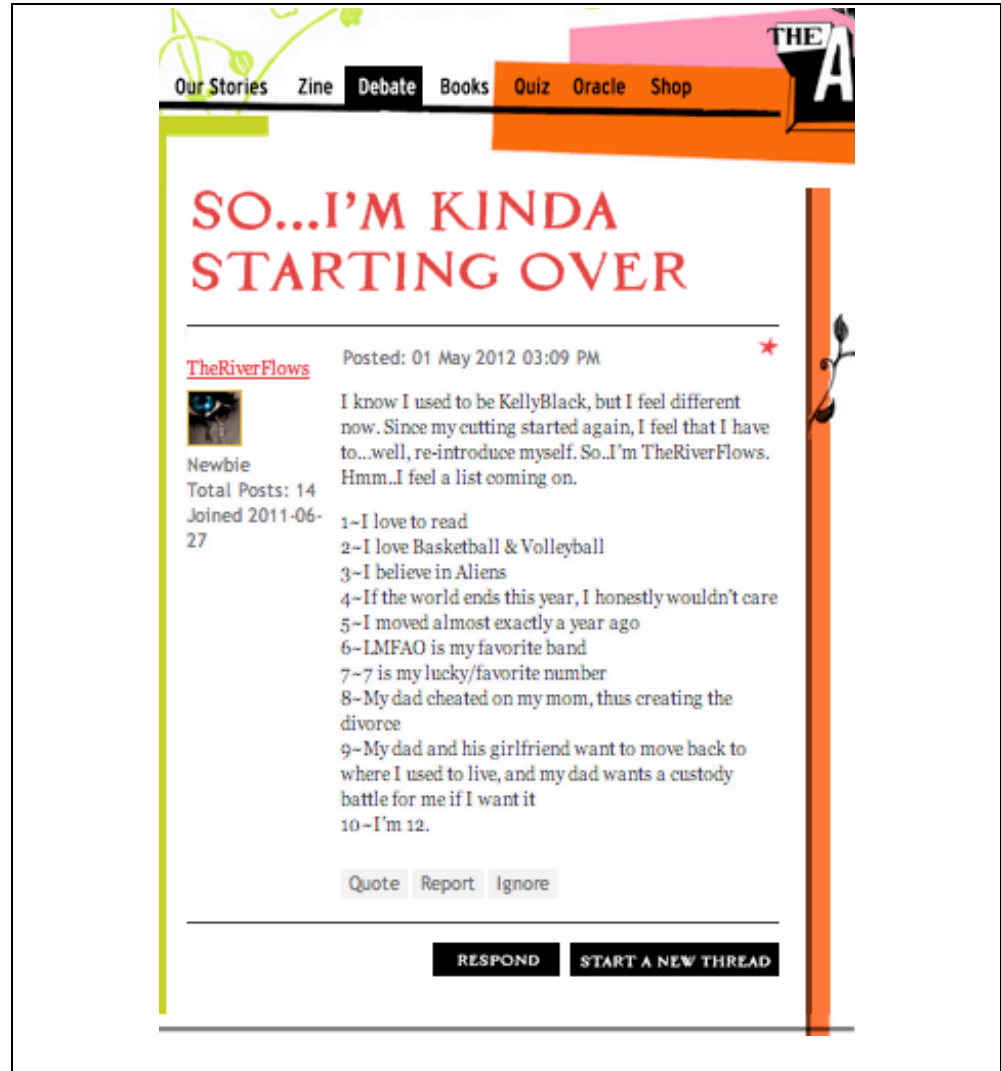 THE
A
Our Stories Zine Debate Books Quiz Oracle Shop
SO...I'M KINDA
STARTING OVER
TheRiverFlows
Newbie
Total Posts: 14
Joined 2011-06-
27
Posted: 01 May 2012 03:09 PM
I know I used to be KellyBlack, but I feel different
now. Since my cutting started again, I feel that I have
to...well, re-introduce myself. So..I'm TheRiverFlows.
Hmm..I feel a list coming on.
1~I love to read
2~I love Basketball & Volleyball
3~I believe in Aliens
4~If the world ends this year, I honestly wouldn't care
5~I moved almost exactly a year ago
6~LMFAO is my favorite band
7~7 is my lucky/favorite number
8~My dad cheated on my mom, thus creating the
divorce
9~My dad and his girlfriend want to move back to
where I used to live, and my dad wants a custody
battle for me if I want it
10~I'm 12.
Quote Report Ignore
RESPOND START A NEW THREAD